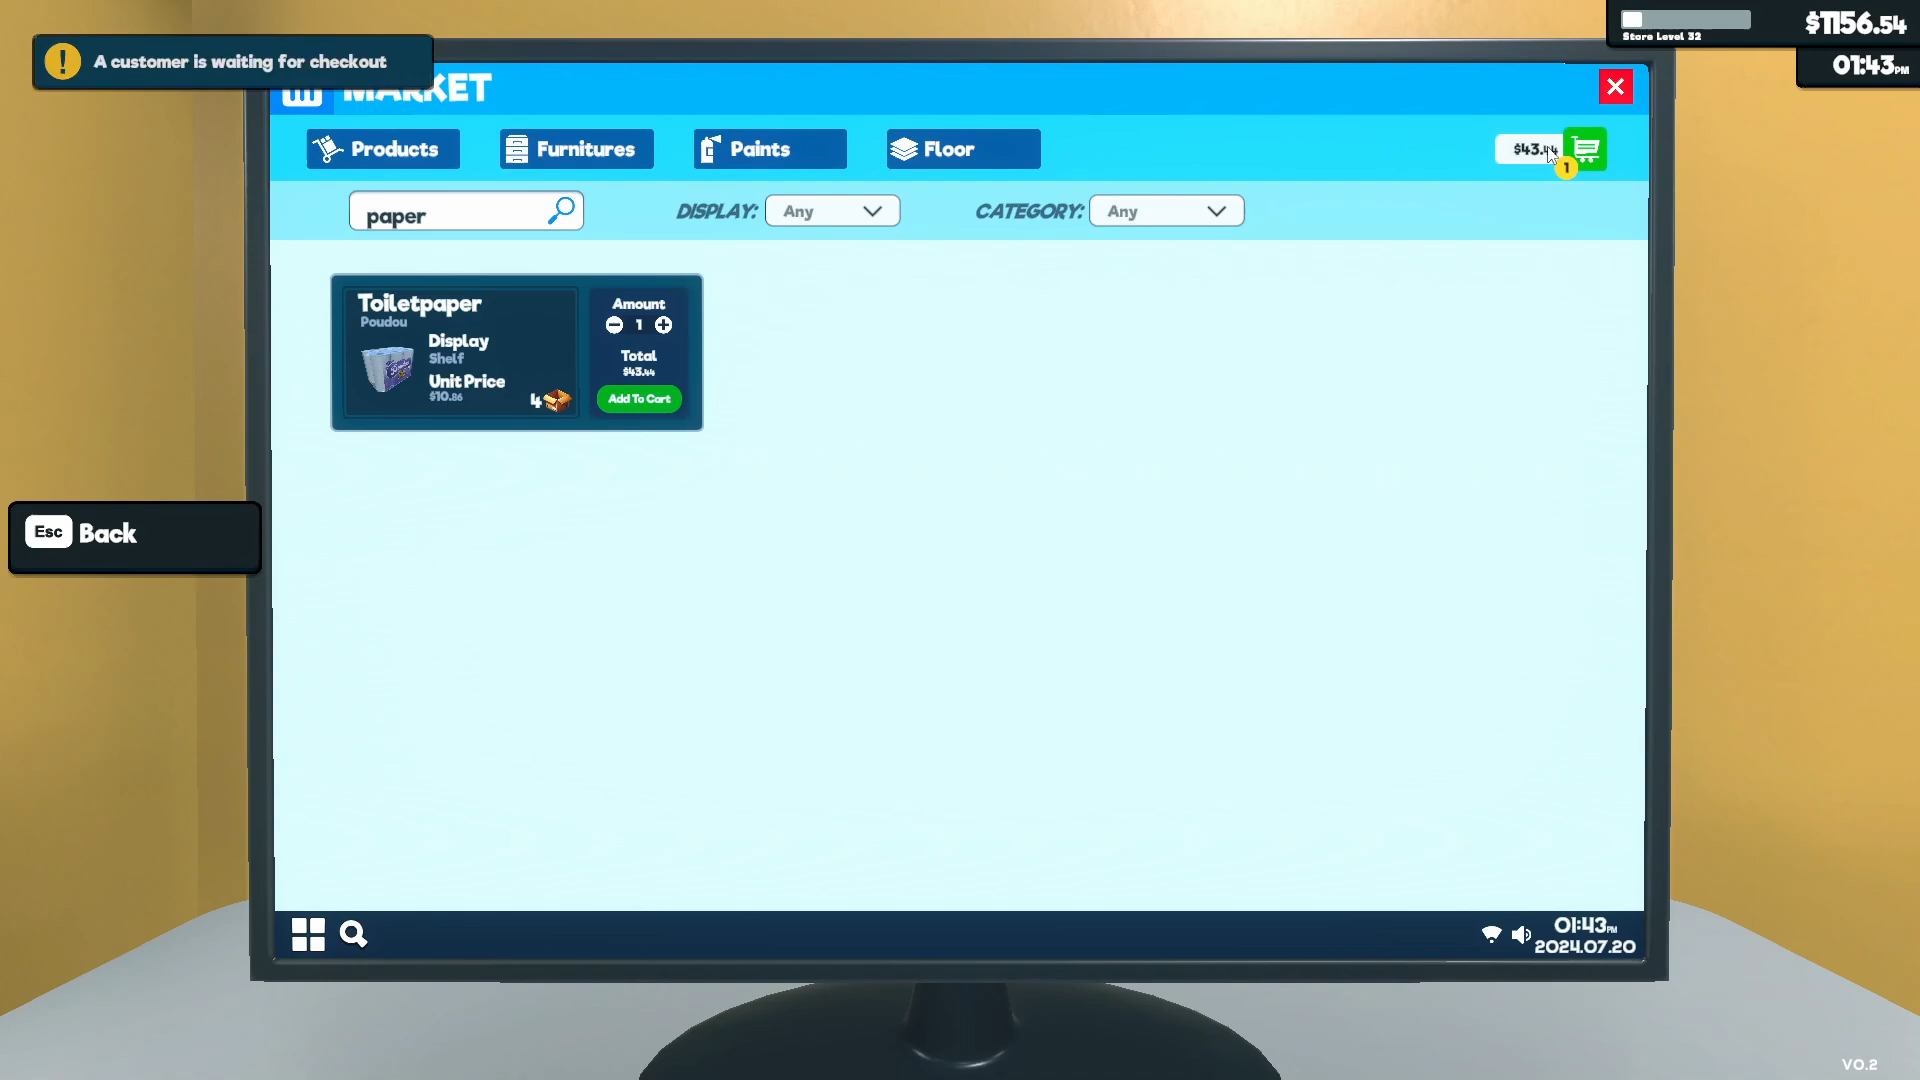 A customer is waiting for checkout
MARKET
Store Level 32
$1156.54
01:43PM
Products
Furnitures
Paints
Floor
$43.44
1
paper
DISPLAY: Any
CATEGORY: Any
Toiletpaper
Poudou
Display
Shelf
Unit Price
$10.86
4
Amount
1
Total
$43.44
Add To Cart
Esc Back
01:43PM
2024.07.20
V0.2